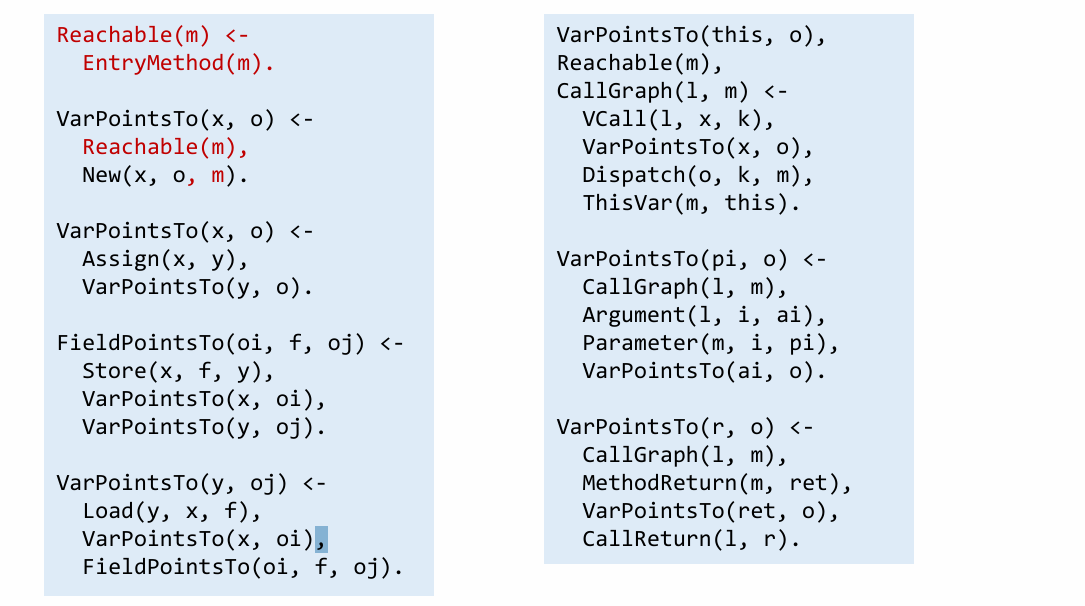 Reachable(m) <-
  EntryMethod(m).

VarPointsTo(x, o) <-
  Reachable(m),
  New(x, o, m).

VarPointsTo(x, o) <-
  Assign(x, y),
  VarPointsTo(y, o).

FieldPointsTo(oi, f, oj) <-
  Store(x, f, y),
  VarPointsTo(x, oi),
  VarPointsTo(y, oj).

VarPointsTo(y, oj) <-
  Load(y, x, f),
  VarPointsTo(x, oi),
  FieldPointsTo(oi, f, oj).

VarPointsTo(this, o),
Reachable(m),
CallGraph(l, m) <-
  VCall(l, x, k),
  VarPointsTo(x, o),
  Dispatch(o, k, m),
  ThisVar(m, this).

VarPointsTo(pi, o) <-
  CallGraph(l, m),
  Argument(l, i, ai),
  Parameter(m, i, pi),
  VarPointsTo(ai, o).

VarPointsTo(r, o) <-
  CallGraph(l, m),
  MethodReturn(m, ret),
  VarPointsTo(ret, o),
  CallReturn(l, r).